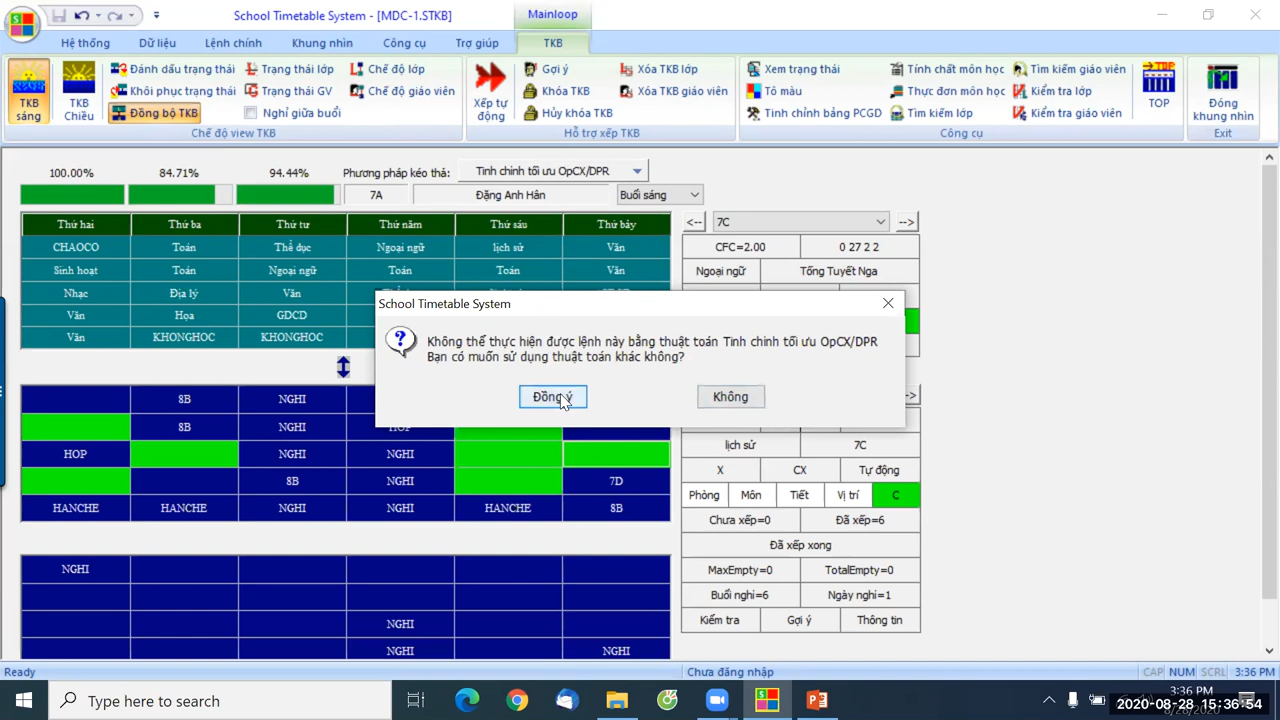 School Timetable System - [MDC-1.STKB]
Mainloop
Hệ thống
Dữ liệu
Lệnh chính
Khung nhìn
Công cụ
Trợ giúp
TKB
TKB sáng
TKB Chiều
Đánh dấu trạng thái
Khôi phục trạng thái
Đồng bộ TKB
Trạng thái lớp
Trạng thái GV
Nghỉ giữa buổi
Chế độ lớp
Chế độ giáo viên
Chế độ view TKB
Xếp tự động
Gợi ý
Khóa TKB
Hủy khóa TKB
Xóa TKB lớp
Xóa TKB giáo viên
Hỗ trợ xếp TKB
Xem trạng thái
Tô màu
Tinh chỉnh bảng PCGD
Tính chất môn học
Thực đơn môn học
Tìm kiếm lớp
Tìm kiếm giáo viên
Kiểm tra lớp
Kiểm tra giáo viên
Công cụ
TOP
TOP
Đóng khung nhìn
Exit
100.00% 84.71% 94.44% Phương pháp kéo thả: Tinh chỉnh tối ưu OpCX/DPR
7A Đặng Anh Hân Buổi sáng
Thứ hai Thứ ba Thứ tư Thứ năm Thứ sáu Thứ bảy
CHAOCO Toán Thể dục Ngoại ngữ lịch sử Văn
Sinh hoạt Toán Ngoại ngữ Toán Toán Văn
Nhạc Địa lý Văn
Văn Họa GDCD
Văn KHONGHOC KHONGHOC
<-- 7C -->
CFC=2.00 0 27 2 2
Ngoại ngữ Tống Tuyết Nga
School Timetable System
Không thể thực hiện được lệnh này bằng thuật toán Tinh chỉnh tối ưu OpCX/DPR
Bạn có muốn sử dụng thuật toán khác không?
Đồng ý Không
8B NGHI
8B NGHI
HOP NGHI NGHI
8B NGHI 7D
HANCHE HANCHE NGHI NGHI HANCHE 8B
lịch sử 7C
X CX Tự động
Phòng Môn Tiết Vị trí C
Chưa xếp=0 Đã xếp=6
Đã xếp xong
MaxEmpty=0 TotalEmpty=0
Buổi nghỉ=6 Ngày nghỉ=1
Kiểm tra Gợi ý Thông tin
NGHI
NGHI
NGHI NGHI
Ready Chưa đăng nhập CAP NUM SCRL 3:36 PM
Type here to search
3:36 PM
2020-08-28 15:36:54